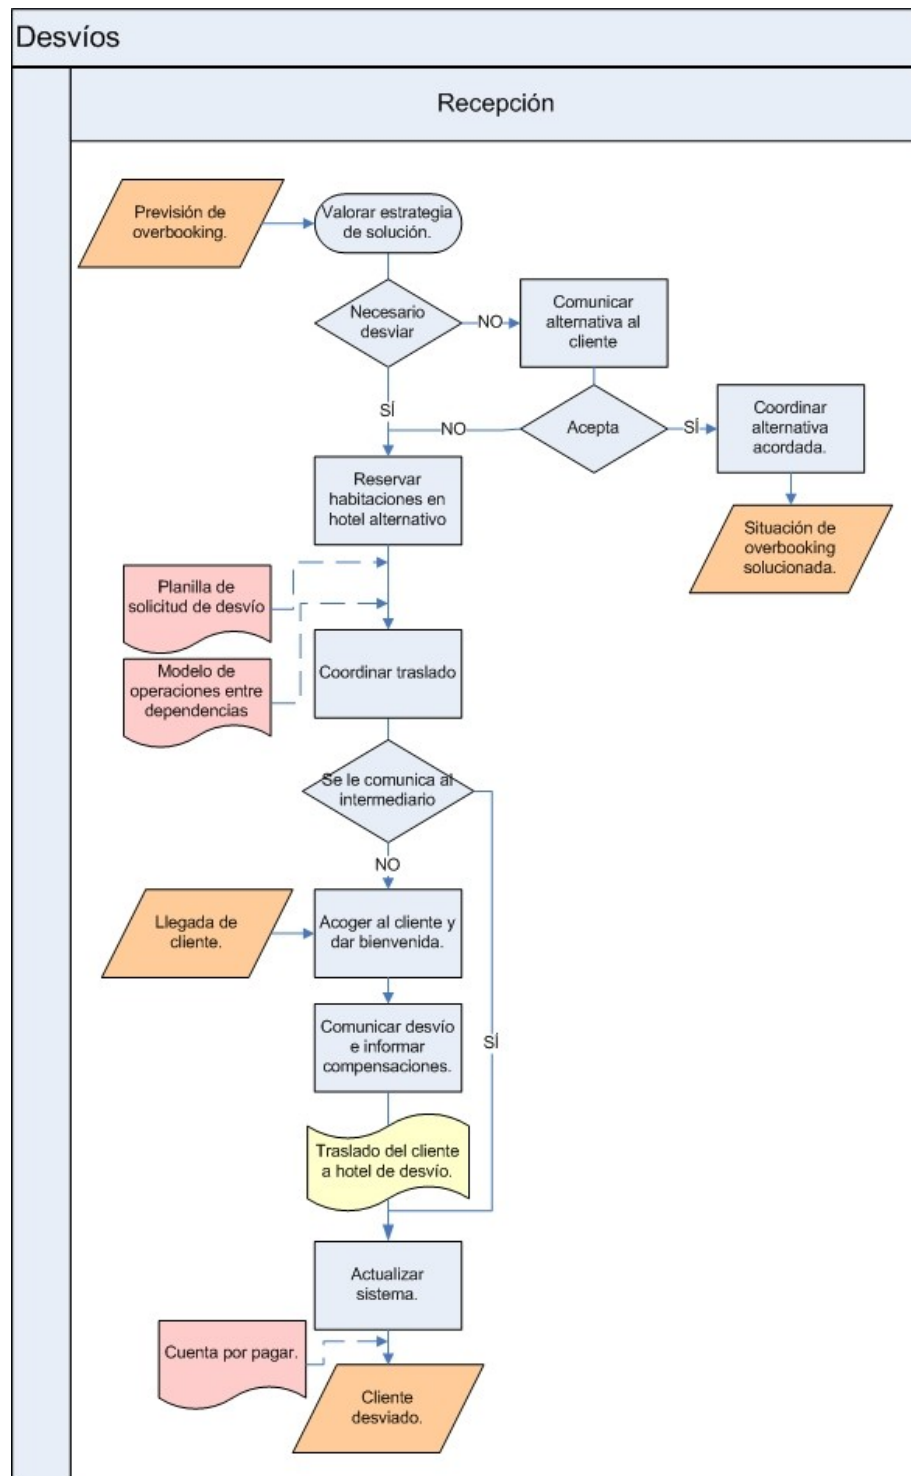 Desvíos
Recepción
Previsión de
overbooking.
Valorar estrategia
de solución.
Necesario
desviar
NO
Comunicar
alternativa al
cliente
SÍ
NO
Acepta
SÍ
Coordinar
alternativa
acordada.
Reservar
habitaciones en
hotel alternativo
Situación de
overbooking
solucionada.
Planilla de
solicitud de desvío
Modelo de
operaciones entre
dependencias
Coordinar traslado
Se le comunica al
intermediario
NO
Llegada de
cliente.
Acoger al cliente y
dar bienvenida.
Comunicar desvío
e informar
compensaciones.
SÍ
Traslado del cliente
a hotel de desvío.
Actualizar
sistema.
Cuenta por pagar.
Cliente
desviado.